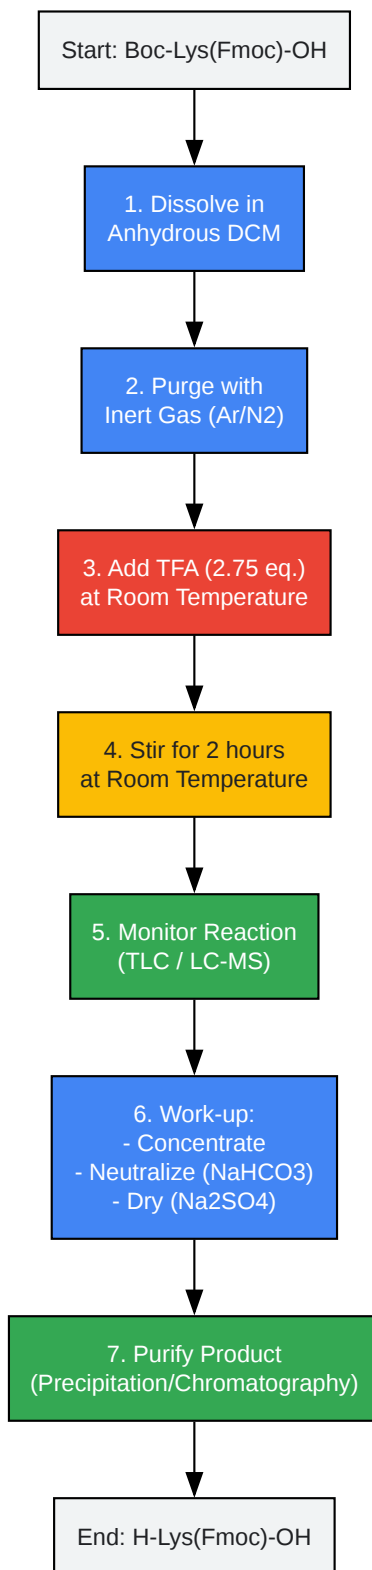 Start: Boc-Lys(Fmoc)-OH
1. Dissolve in
Anhydrous DCM
2. Purge with
Inert Gas (Ar/N2)
3. Add TFA (2.75 eq.)
at Room Temperature
4. Stir for 2 hours
at Room Temperature
5. Monitor Reaction
(TLC / LC-MS)
6. Work-up:
- Concentrate
- Neutralize (NaHCO3)
- Dry (Na2SO4)
7. Purify Product
(Precipitation/Chromatography)
End: H-Lys(Fmoc)-OH